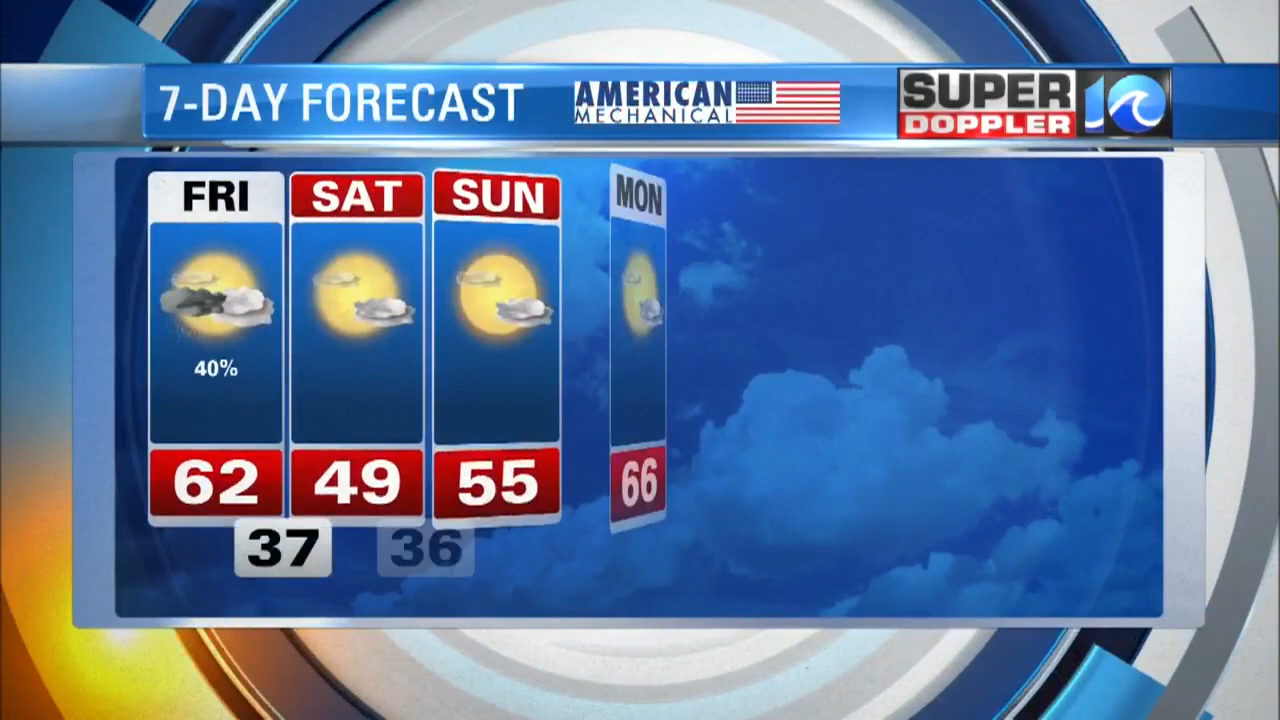 7-DAY FORECAST
AMERICAN
MECHANICAL
SUPER
DOPPLER
10
FRI
SAT
SUN
MON
40%
62
49
55
66
37
36